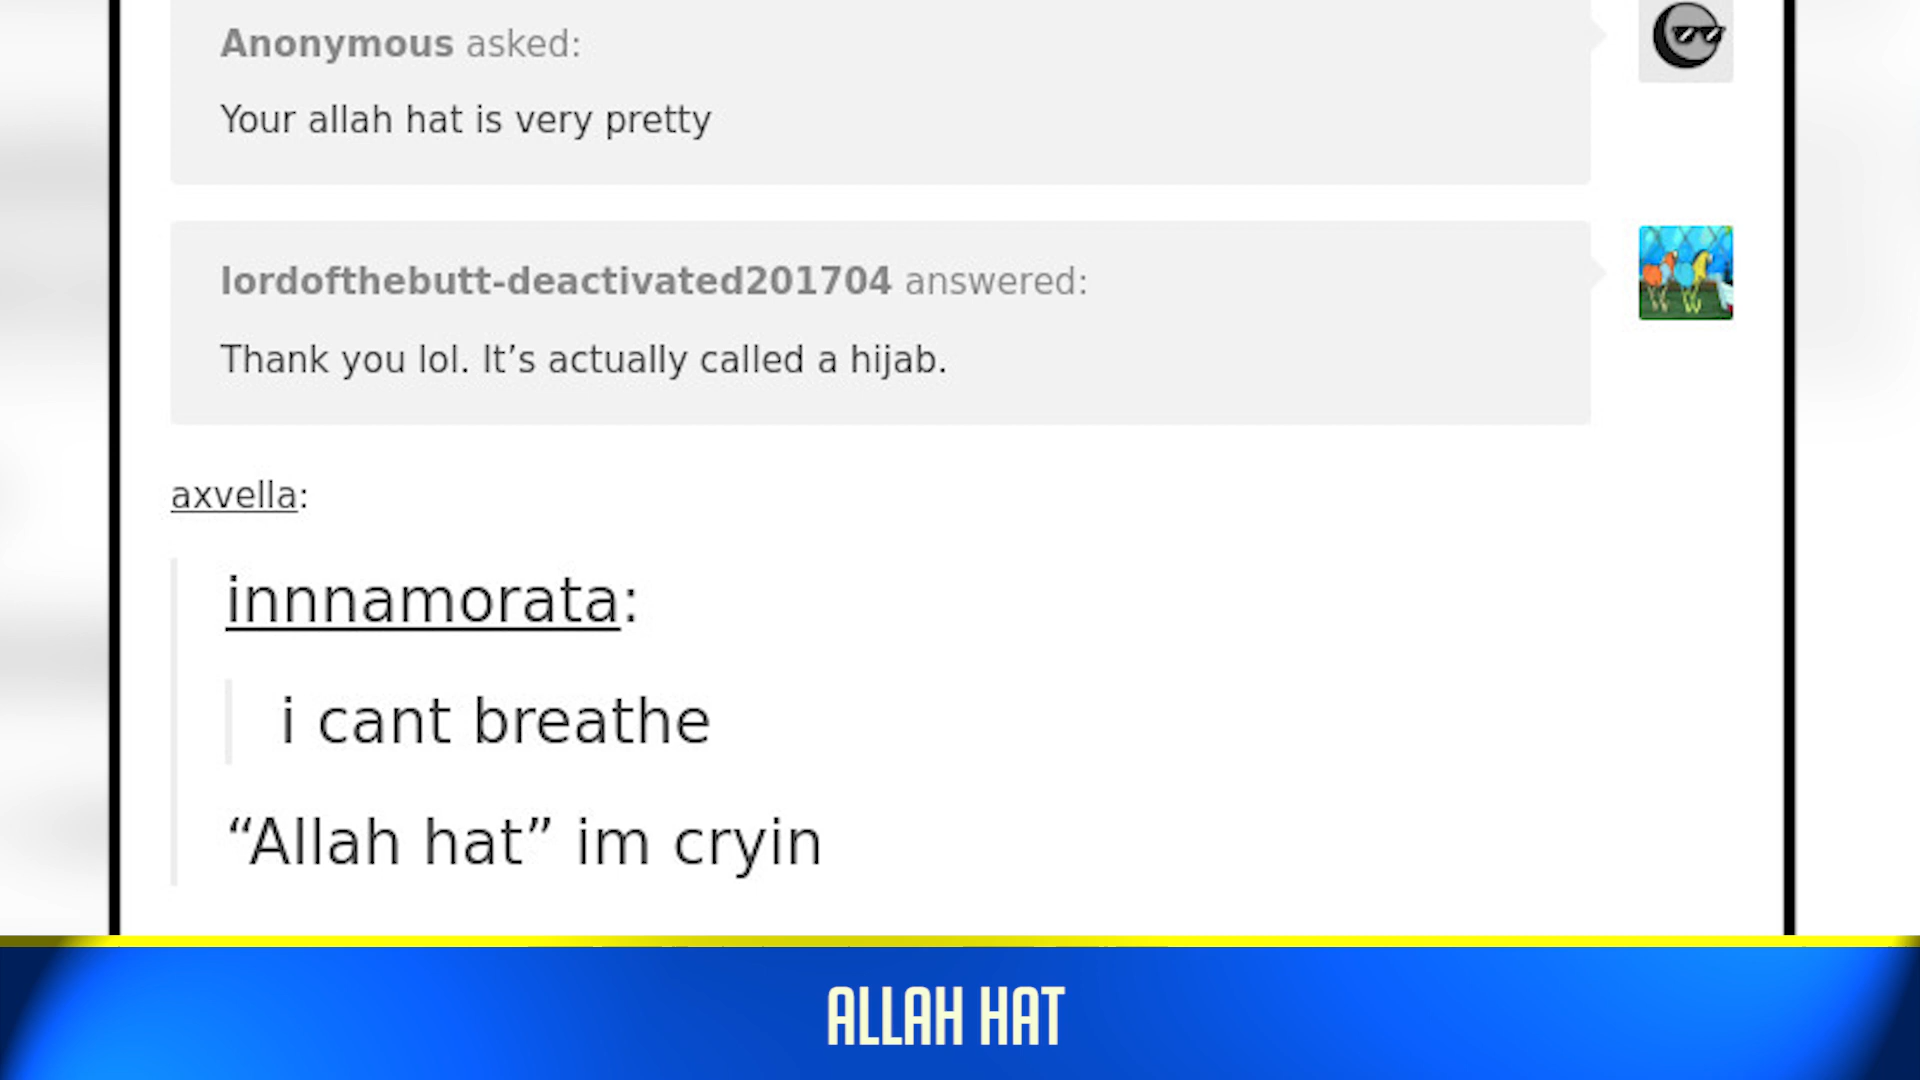 Anonymous asked:
Your allah hat is very pretty
lordofthebutt-deactivated201704 answered:
Thank you lol. It’s actually called a hijab.
axvella:
innnamorata:
i cant breathe
“Allah hat” im cryin
ALLAH HAT